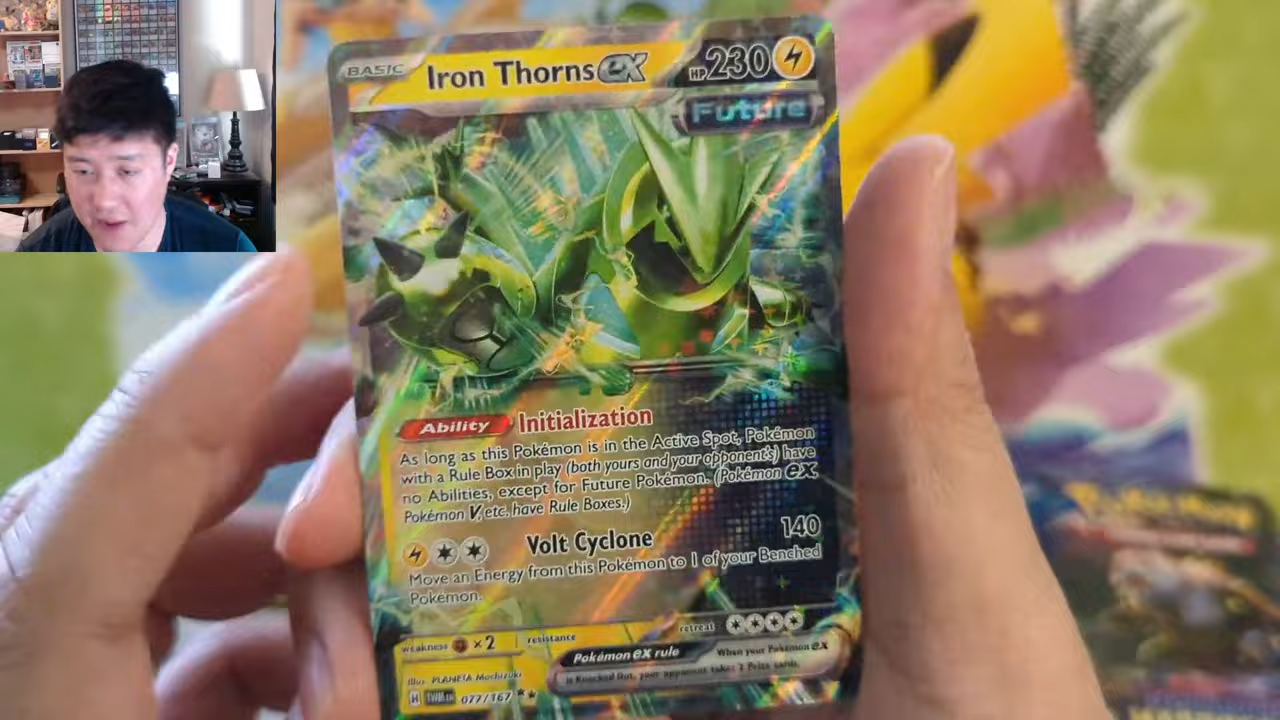 BASIC Iron Thorns ex HP 230
Future
Ability Initialization
As long as this Pokémon is in the Active Spot, Pokémon
with a Rule Box in play (both yours and your opponent's) have
no Abilities, except for Future Pokémon. (Pokémon ex,
Pokémon V, etc. have Rule Boxes.)
Volt Cyclone 140
Move an Energy from this Pokémon to 1 of your Benched
Pokémon.
weakness ×2 resistance retreat
Pokémon ex rule When your Pokémon ex
is Knocked Out, your opponent takes 2 Prize cards.
Illus. PLANETA Mochizuki
H TWM EN 077/167